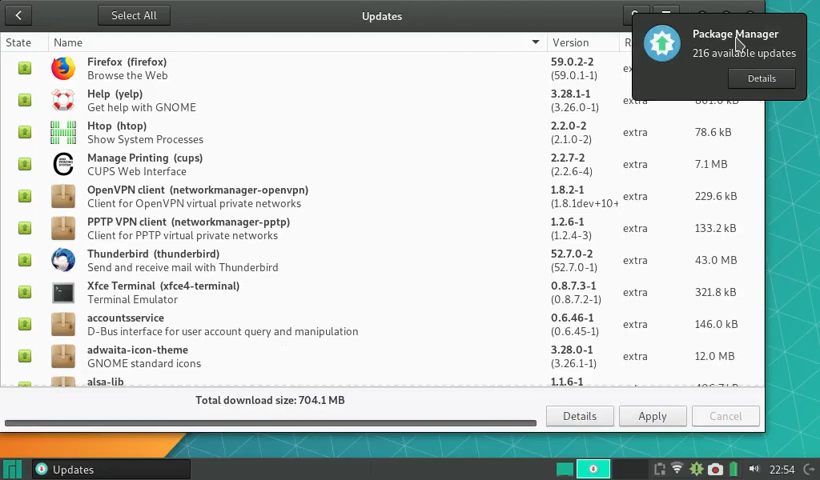 Select All
Updates
Package Manager
216 available updates
Details
State
Name
Version
Firefox (firefox)
Browse the Web
59.0.2-2
(59.0.1-1)
Help (yelp)
Get help with GNOME
3.28.1-1
(3.26.0-1)
extra
Htop (htop)
Show System Processes
2.2.0-2
(2.1.0-2)
extra
78.6 kB
Manage Printing (cups)
CUPS Web Interface
2.2.7-2
(2.2.6-4)
extra
7.1 MB
OpenVPN client (networkmanager-openvpn)
Client for OpenVPN virtual private networks
1.8.2-1
(1.8.1dev+10+
extra
229.6 kB
PPTP VPN client (networkmanager-pptp)
Client for PPTP virtual private networks
1.2.6-1
(1.2.4-3)
extra
133.2 kB
Thunderbird (thunderbird)
Send and receive mail with Thunderbird
52.7.0-2
(52.7.0-1)
extra
43.0 MB
Xfce Terminal (xfce4-terminal)
Terminal Emulator
0.8.7.3-1
(0.8.7.2-1)
extra
321.8 kB
accountsservice
D-Bus interface for user account query and manipulation
0.6.46-1
(0.6.45-1)
extra
146.0 kB
adwaita-icon-theme
GNOME standard icons
3.28.0-1
(3.26.1-1)
extra
12.0 MB
alsa-lib
1.1.6-1
Total download size: 704.1 MB
Details
Apply
Cancel
Updates
22:54